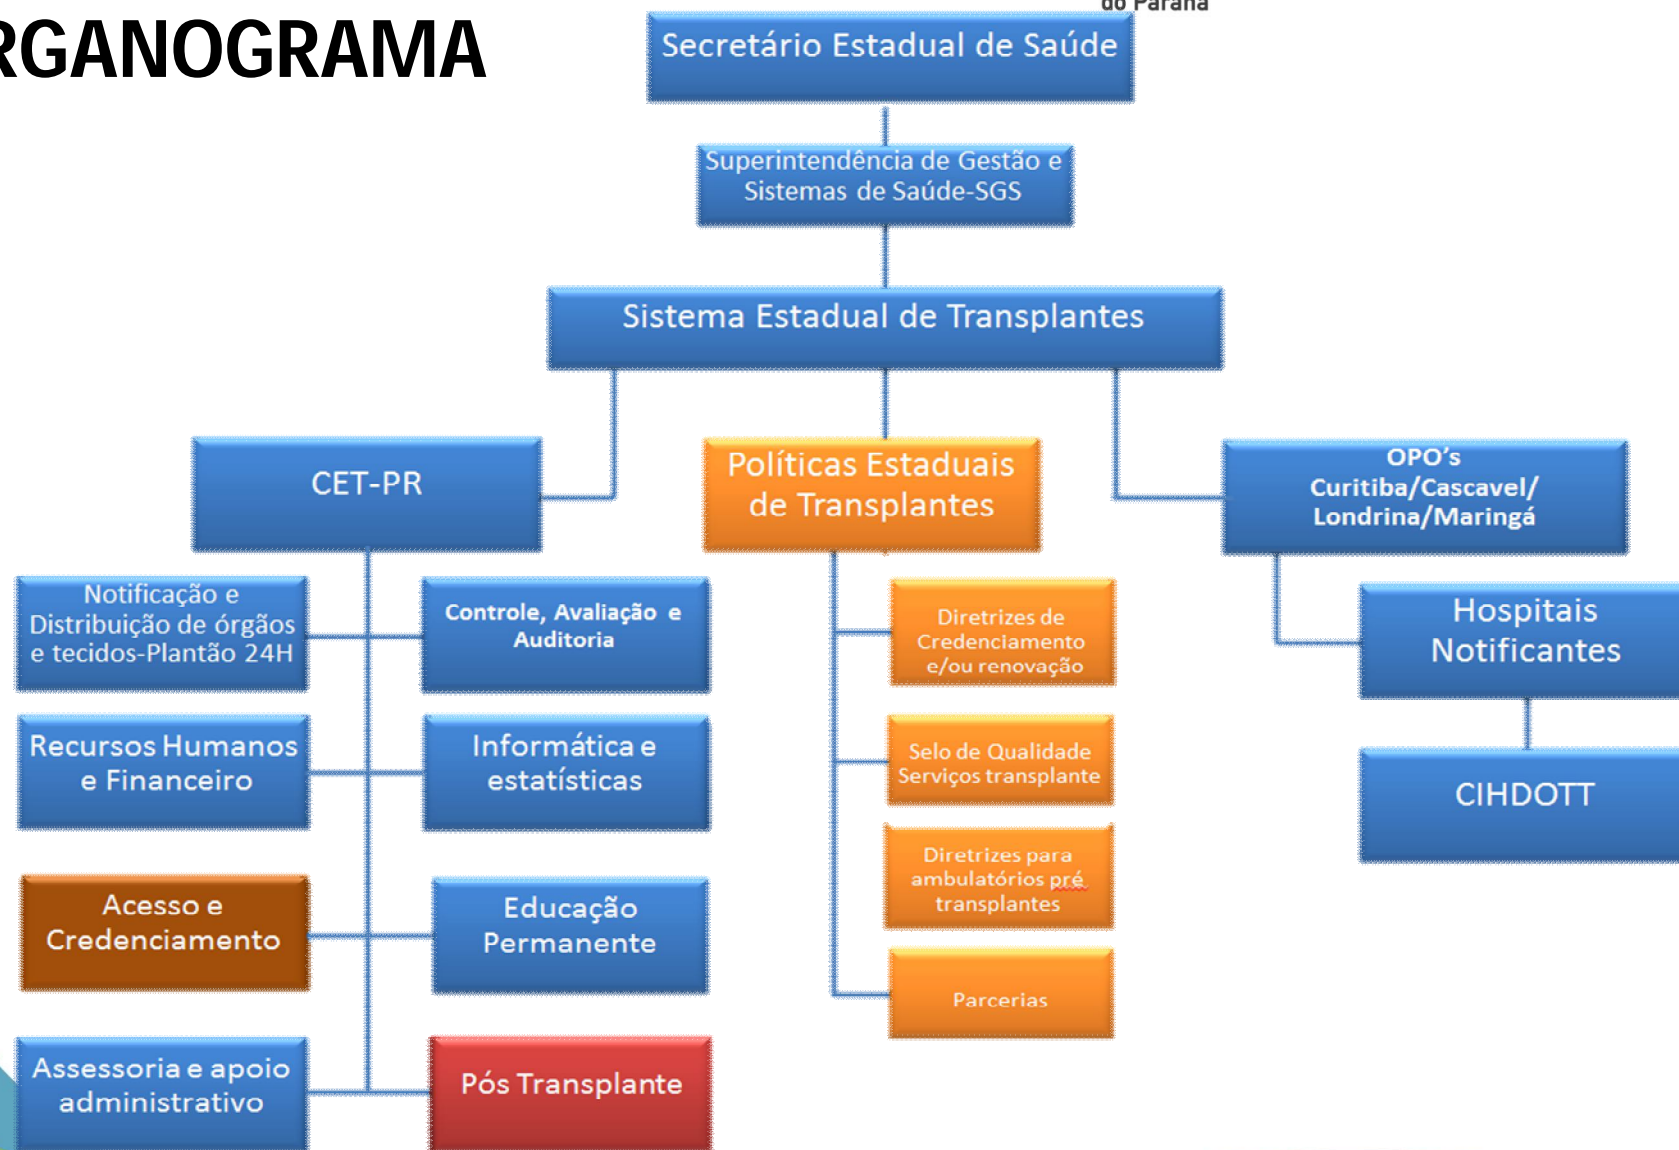 do Paraná
RGANOGRAMA
Secretário Estadual de Saúde
Superintendência de Gestão e
Sistemas de Saúde-SGS
Sistema Estadual de Transplantes
CET-PR
Políticas Estaduais
de Transplantes
OPO's
Curitiba/Cascavel/
Londrina/Maringá
Notificação e
Distribuição de órgãos
e tecidos-Plantão 24H
Controle, Avaliação e
Auditoria
Recursos Humanos
e Financeiro
Informática e
estatísticas
Acesso e
Credenciamento
Educação
Permanente
Assessoria e apoio
administrativo
Pós Transplante
Diretrizes de
Credenciamento
e/ou renovação
Selo de Qualidade
Serviços transplante
Diretrizes para
ambulatórios pré
transplantes
Parcerias
Hospitais
Notificantes
CIHDOTT